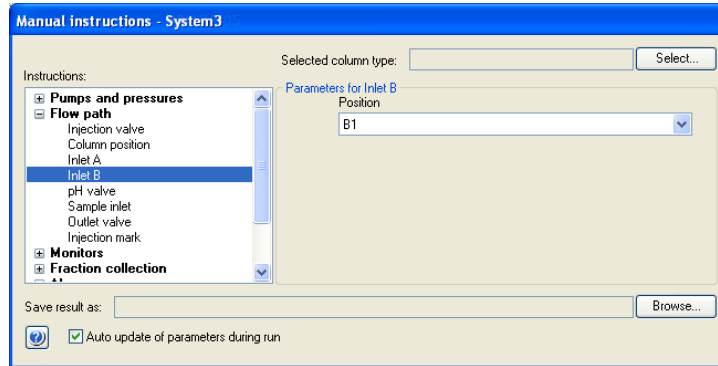 Manual instructions - System3
Selected column type:
Select...
Instructions:
Pumps and pressures
Flow path
Injection valve
Column position
Inlet A
Inlet B
pH valve
Sample inlet
Outlet valve
Injection mark
Monitors
Fraction collection
Parameters for Inlet B
Position
B1
Save result as:
Browse...
Auto update of parameters during run